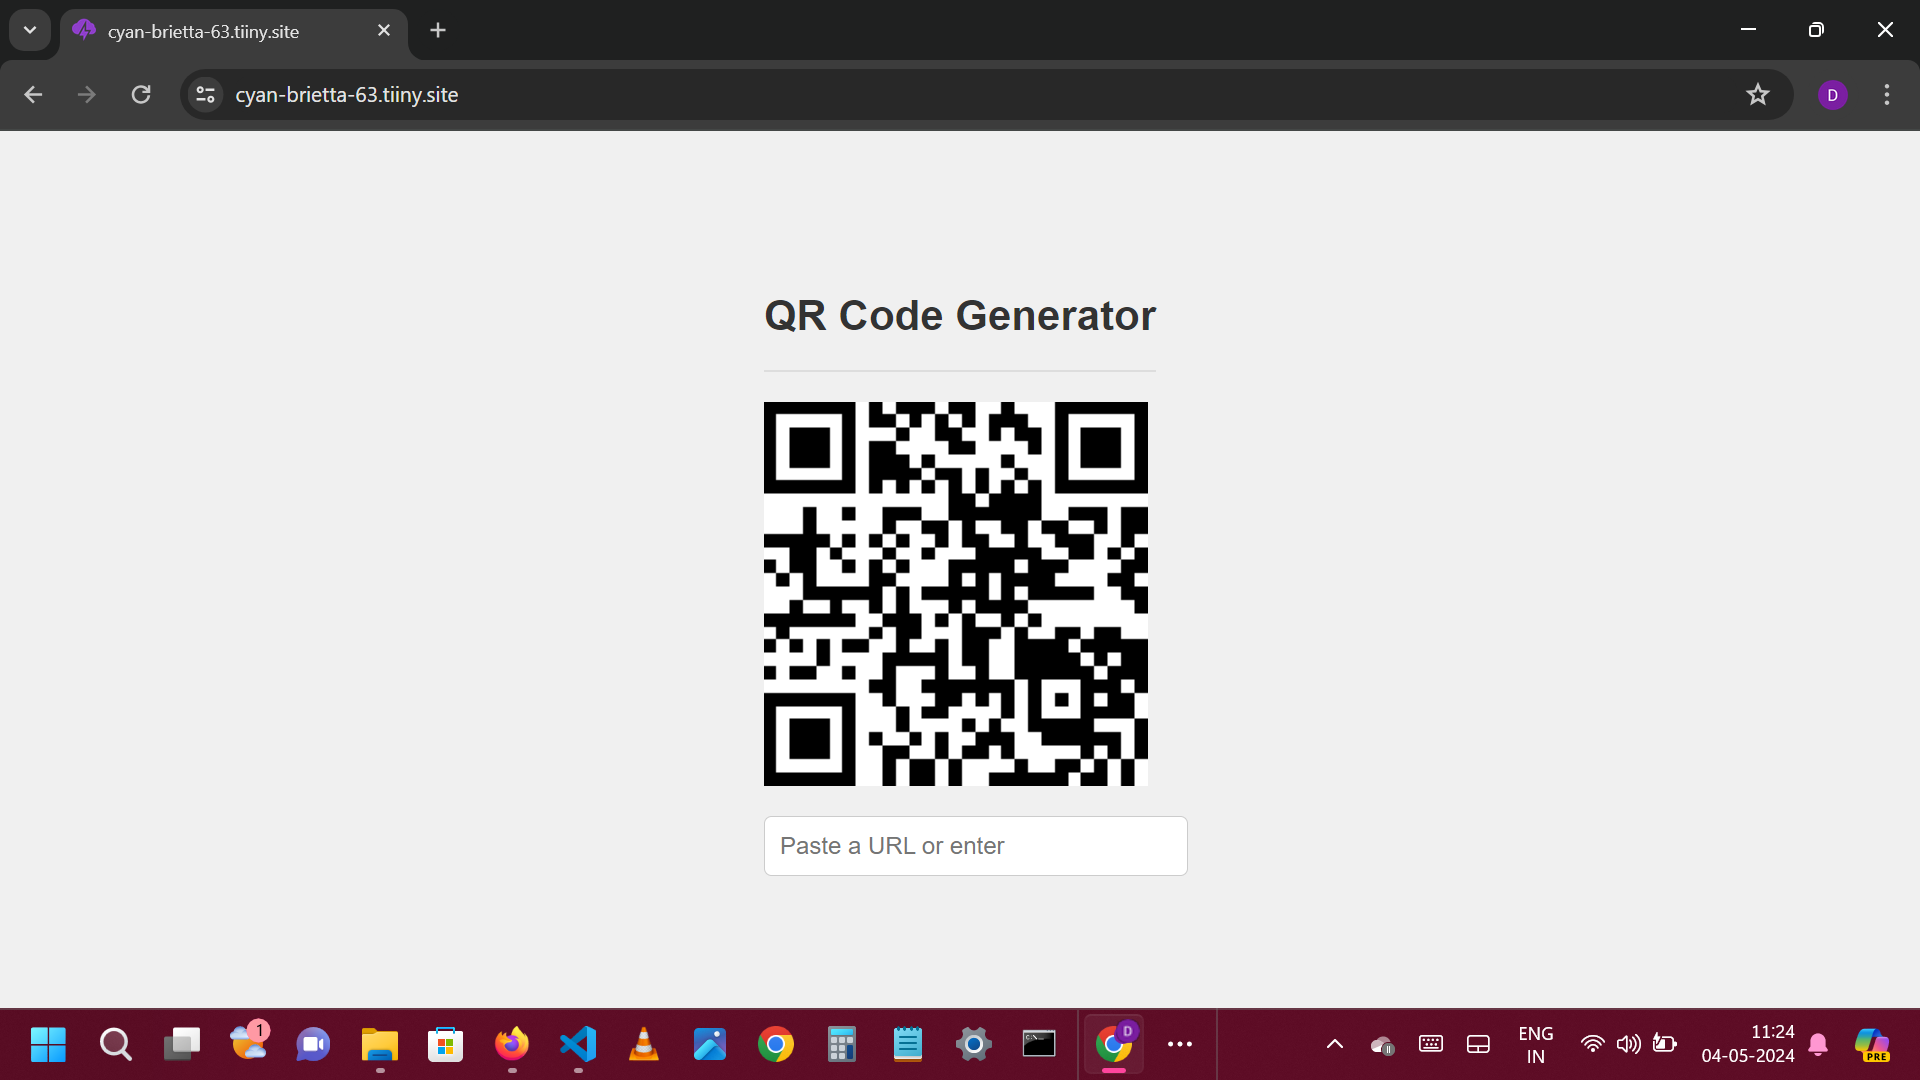 cyan-brietta-63.tiiny.site
cyan-brietta-63.tiiny.site
D
QR Code Generator
Paste a URL or enter
1
D
ENG
IN
11:24
04-05-2024
PRE